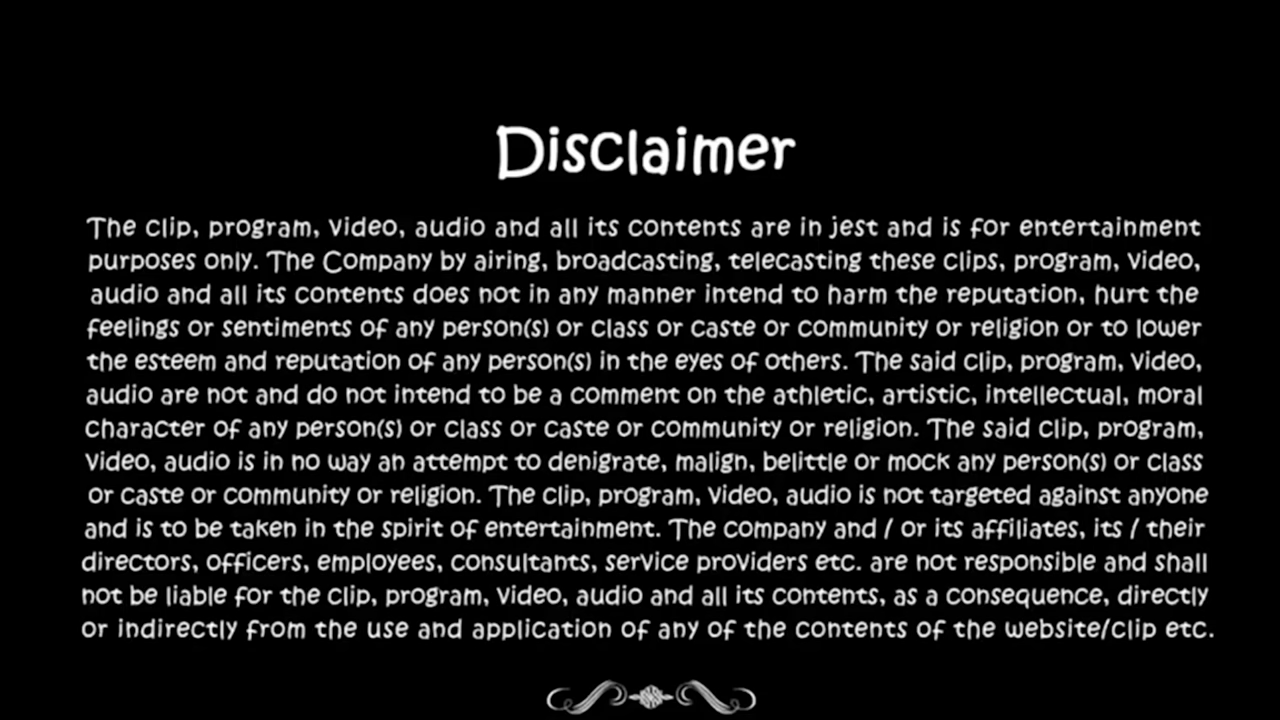 Disclaimer
The clip, program, video, audio and all its contents are in jest and is for entertainment
purposes only. The Company by airing, broadcasting, telecasting these clips, program, video,
audio and all its contents does not in any manner intend to harm the reputation, hurt the
feelings or sentiments of any person(s) or class or caste or community or religion or to lower
the esteem and reputation of any person(s) in the eyes of others. The said clip, program, video,
audio are not and do not intend to be a comment on the athletic, artistic, intellectual, moral
character of any person(s) or class or caste or community or religion. The said clip, program,
video, audio is in no way an attempt to denigrate, malign, belittle or mock any person(s) or class
or caste or community or religion. The clip, program, video, audio is not targeted against anyone
and is to be taken in the spirit of entertainment. The company and / or its affiliates, its / their
directors, officers, employees, consultants, service providers etc. are not responsible and shall
not be liable for the clip, program, video, audio and all its contents, as a consequence, directly
or indirectly from the use and application of any of the contents of the website/clip etc.